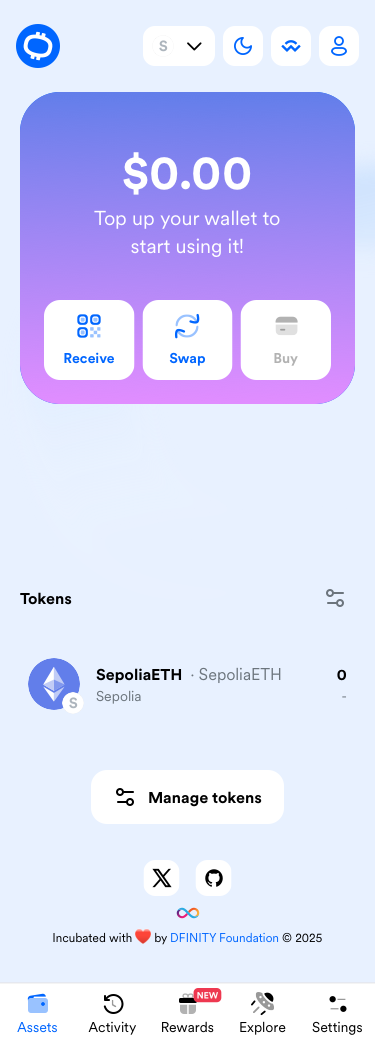 S
$0.00
Top up your wallet to
start using it!
Receive
Swap
Buy
Tokens
SepoliaETH · SepoliaETH 0
Sepolia -
S
Manage tokens
Incubated with ❤️ by DFINITY Foundation © 2025
NEW
Assets Activity Rewards Explore Settings